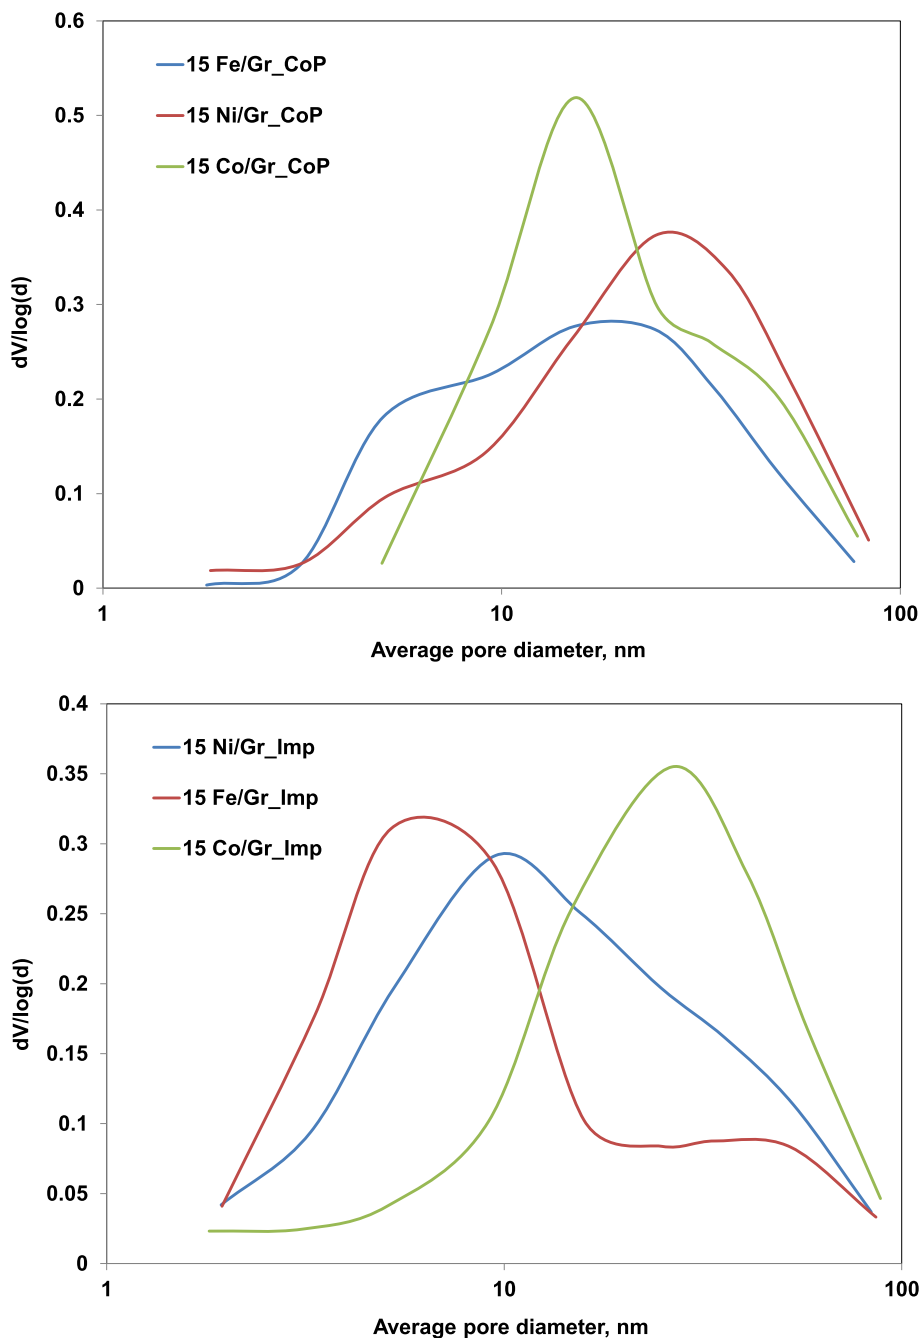 0.6
0.5
0.4
0.3
0.2
0.1
0
dV/log(d)
15 Fe/Gr_CoP
15 Ni/Gr_CoP
15 Co/Gr_CoP
1
10
100
Average pore diameter, nm
0.4
0.35
0.3
0.25
0.2
0.15
0.1
0.05
0
dV/log(d)
15 Ni/Gr_Imp
15 Fe/Gr_Imp
15 Co/Gr_Imp
1
10
100
Average pore diameter, nm